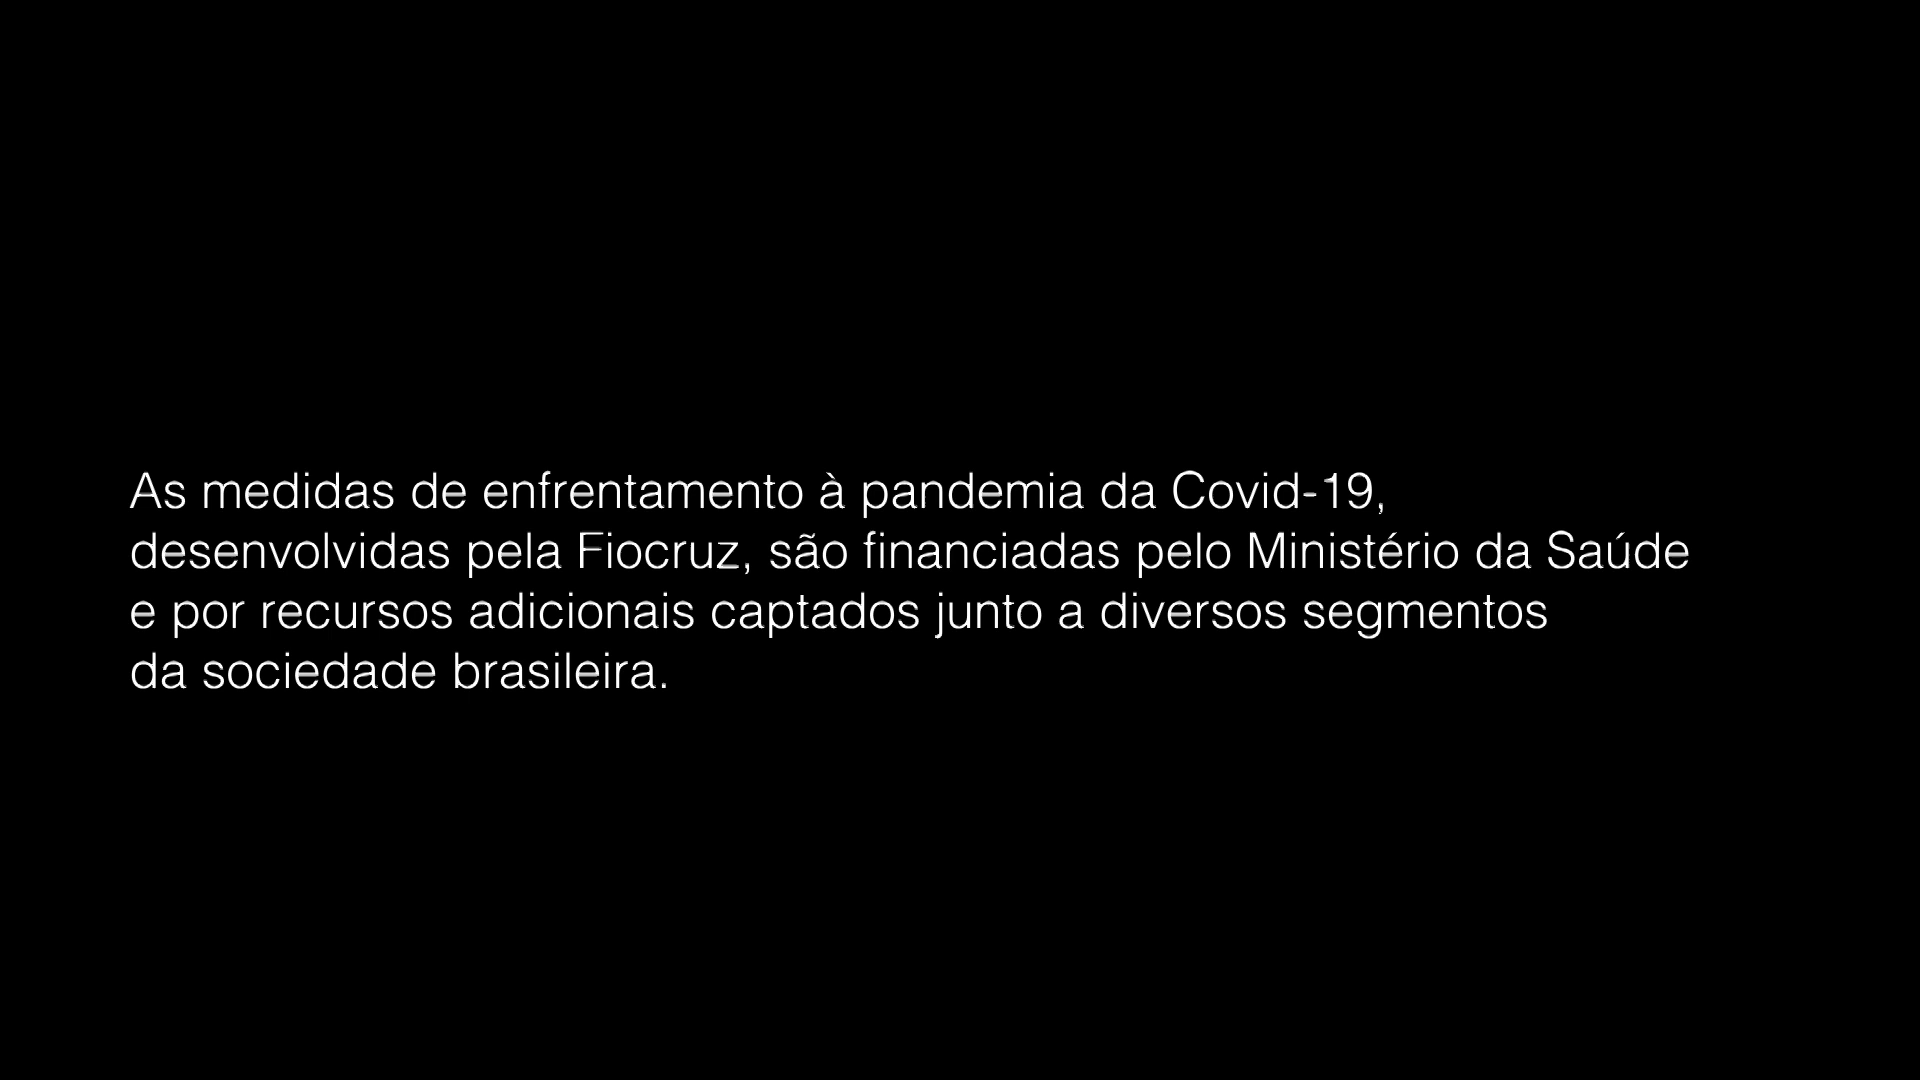 As medidas de enfrentamento à pandemia da Covid-19,
desenvolvidas pela Fiocruz, são financiadas pelo Ministério da Saúde
e por recursos adicionais captados junto a diversos segmentos
da sociedade brasileira.